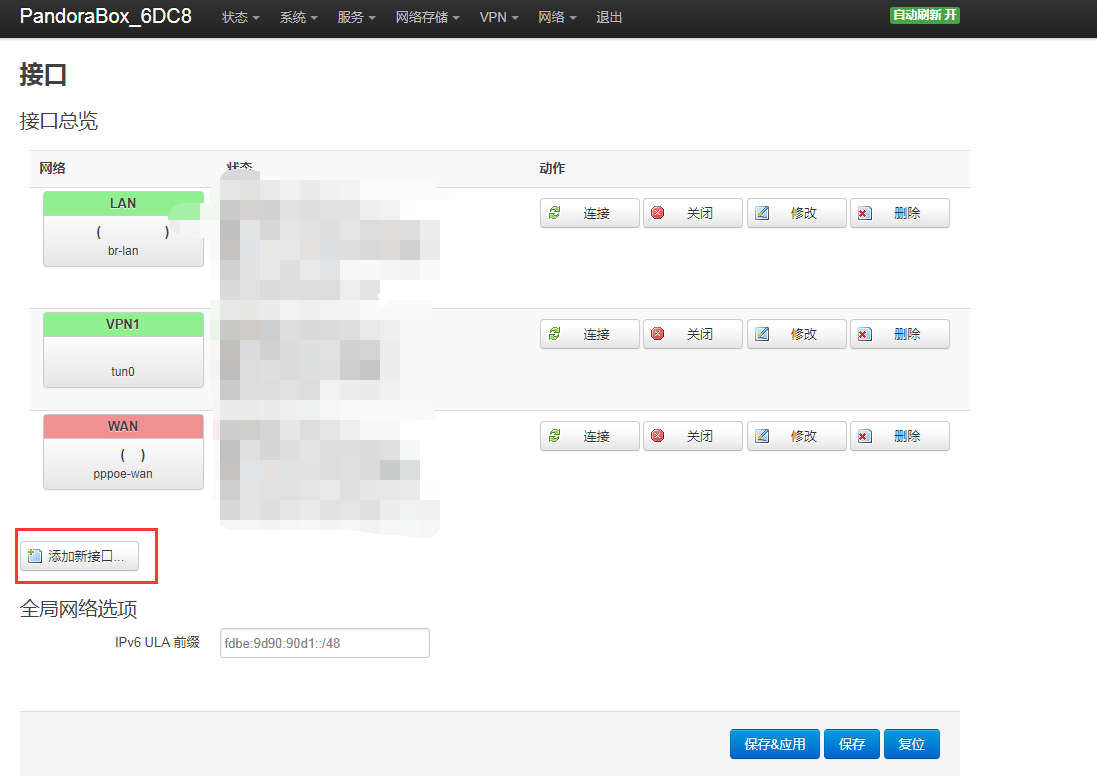 PandoraBox_6DC8 状态 系统 服务 网络存储 VPN 网络 退出 自动刷新 开
接口
接口总览
网络 状态 动作
LAN
( )
br-lan
连接 关闭 修改 删除
VPN1
tun0
连接 关闭 修改 删除
WAN
( )
pppoe-wan
连接 关闭 修改 删除
添加新接口...
全局网络选项
IPv6 ULA 前缀 fdbe:9d90:90d1::/48
保存&应用 保存 复位